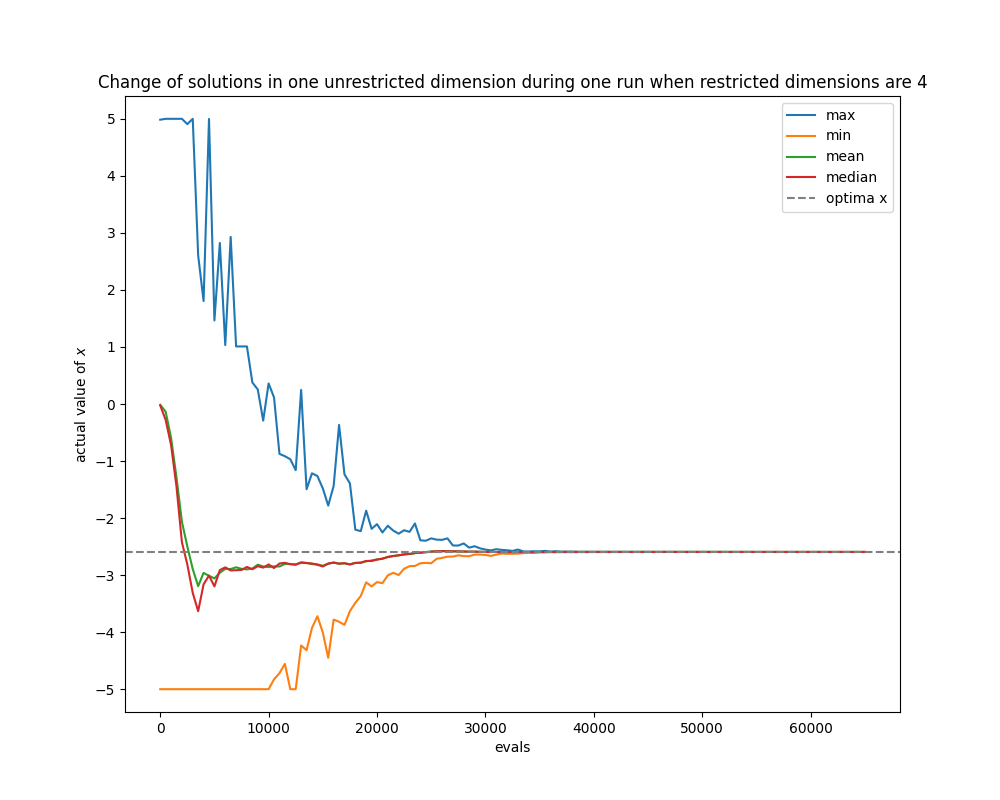 Change of solutions in one unrestricted dimension during one run when restricted dimensions are 4
max
min
mean
median
optima x
5
4
3
2
1
0
−1
−2
−3
−4
−5
actual value of x
0
10000
20000
30000
40000
50000
60000
evals